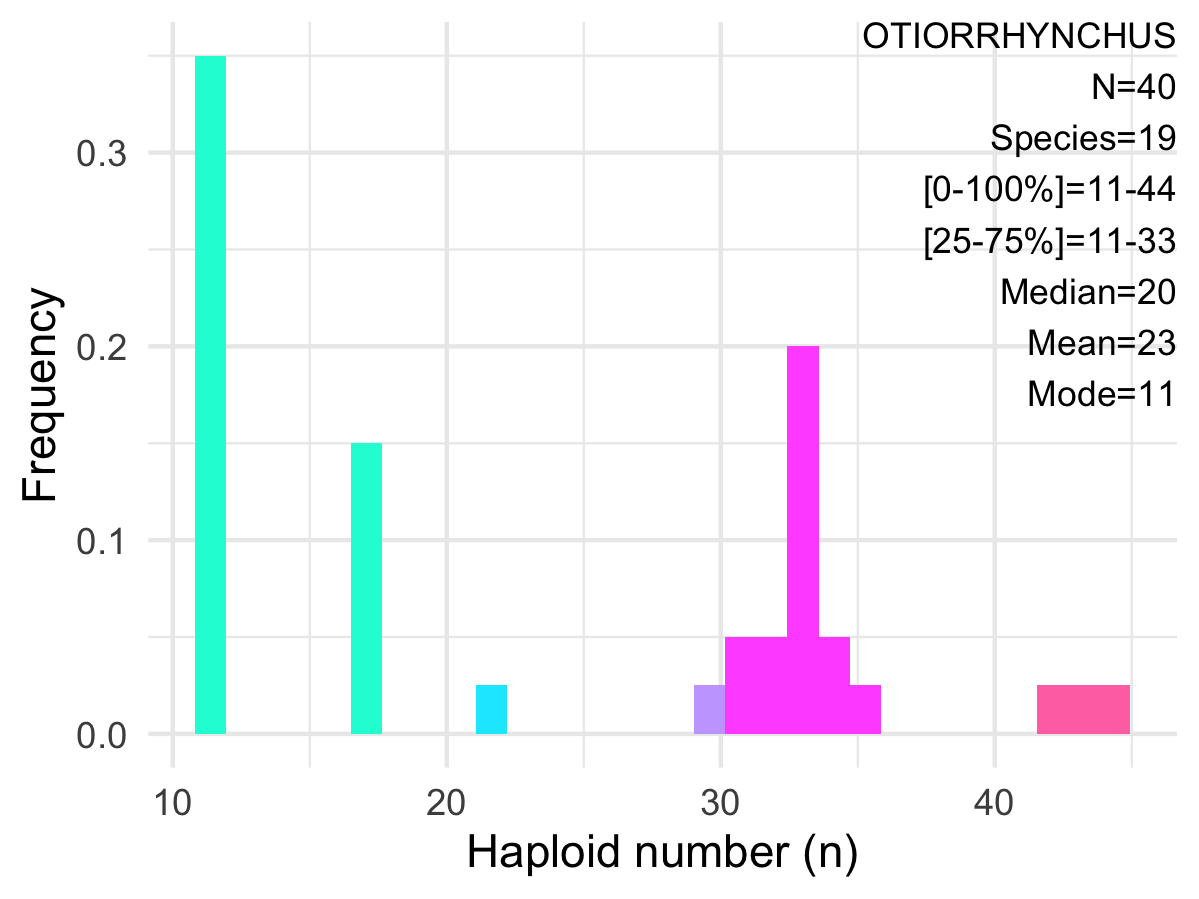 OTIORRHYNCHUS
N=40
Species=19
[0-100%]=11-44
[25-75%]=11-33
Median=20
Mean=23
Mode=11
Frequency
0.3
0.2
0.1
0.0
10 20 30 40
Haploid number (n)